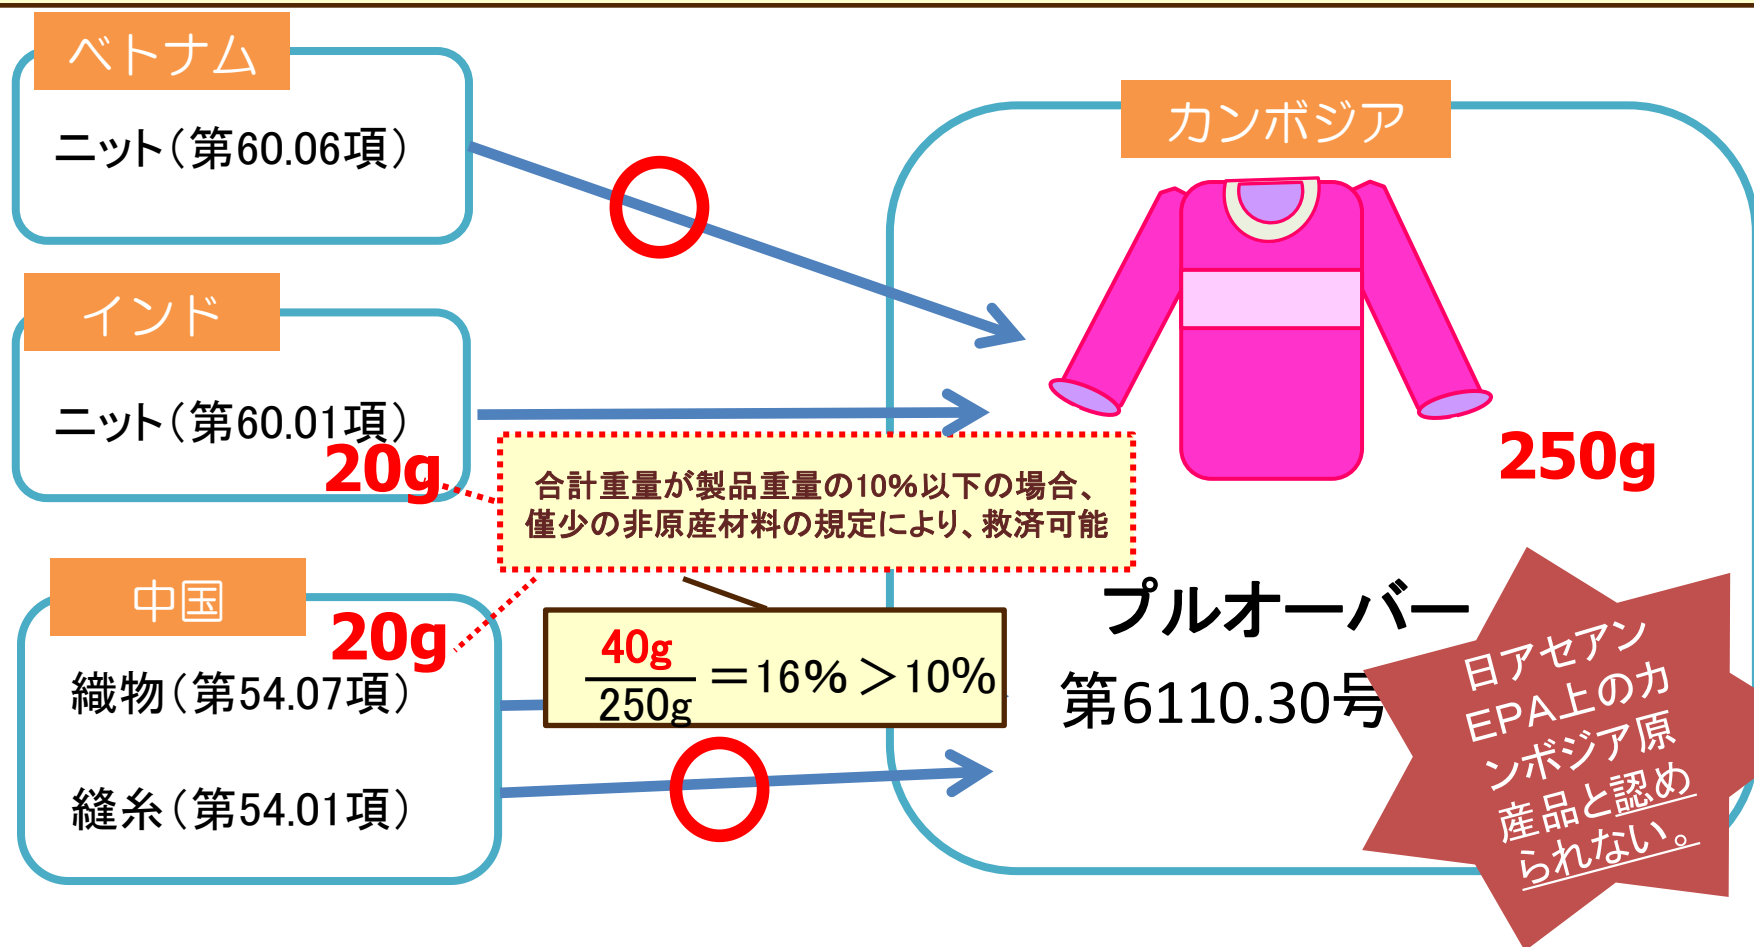 ベトナム
ニット（第60.06項）
インド
ニット（第60.01項）
20g
中国
20g
織物（第54.07項）
縫糸（第54.01項）
合計重量が製品重量の10%以下の場合、
僅少の非原産材料の規定により、救済可能
40g
250g
＝16%＞10%
カンボジア
250g
プルオーバー
第6110.30号
日アセアン
EPA上のカ
ンボジア原
産品と認め
られない。